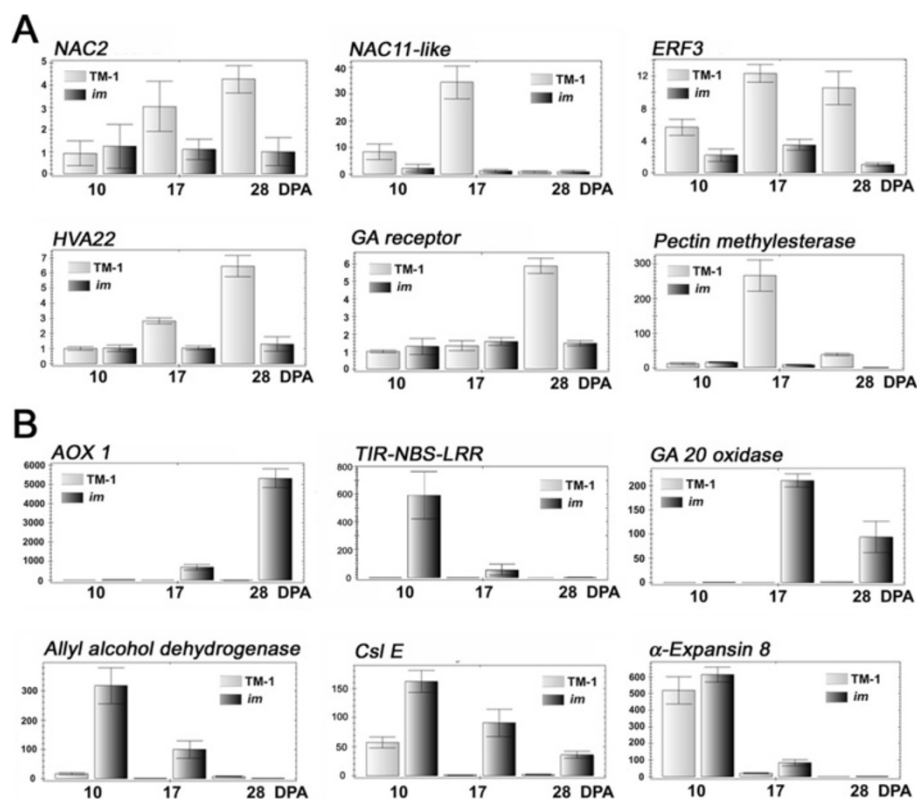 A
NAC2
5
4
3
2
1
0
TM-1
im
10 17 28 DPA
NAC11-like
40
30
20
10
0
TM-1
im
10 17 28 DPA
ERF3
12
8
4
0
TM-1
im
10 17 28 DPA
HVA22
7
6
5
4
3
2
1
0
TM-1
im
10 17 28 DPA
GA receptor
6
5
4
3
2
1
0
TM-1
im
10 17 28 DPA
Pectin methylesterase
300
200
100
0
TM-1
im
10 17 28 DPA
B
AOX 1
6000
5000
4000
3000
2000
1000
0
TM-1
im
10 17 28 DPA
TIR-NBS-LRR
800
600
400
200
0
TM-1
im
10 17 28 DPA
GA 20 oxidase
200
150
100
50
0
TM-1
im
10 17 28 DPA
Allyl alcohol dehydrogenase
300
200
100
0
TM-1
im
10 17 28 DPA
Csl E
150
100
50
0
TM-1
im
10 17 28 DPA
α-Expansin 8
600
500
400
300
200
100
0
TM-1
im
10 17 28 DPA